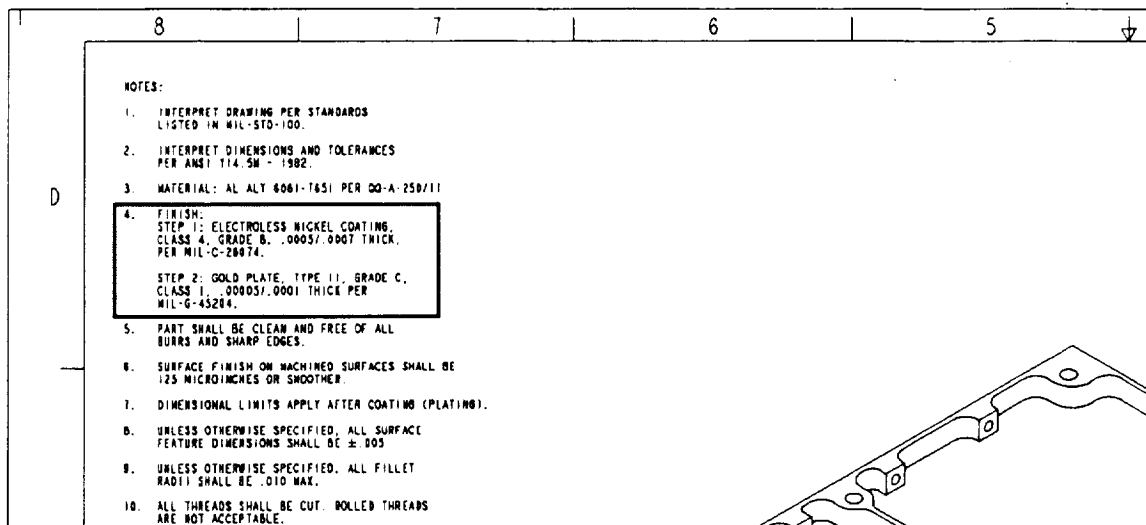 8 7 6 5
NOTES:
1. INTERPRET DRAWING PER STANDARDS
LISTED IN MIL-STD-100.
2. INTERPRET DIMENSIONS AND TOLERANCES
PER ANSI Y14.5M - 1982.
D
3. MATERIAL: AL ALY 6061-T651 PER QQ-A-250/11
4. FINISH:
STEP 1: ELECTROLESS NICKEL COATING,
CLASS 4, GRADE B, .0005/.0007 THICK,
PER MIL-C-26074.
STEP 2: GOLD PLATE, TYPE II, GRADE C,
CLASS 1, .00005/.0001 THICK PER
MIL-G-45204.
5. PART SHALL BE CLEAN AND FREE OF ALL
BURRS AND SHARP EDGES.
6. SURFACE FINISH ON MACHINED SURFACES SHALL BE
125 MICROINCHES OR SMOOTHER.
7. DIMENSIONAL LIMITS APPLY AFTER COATING (PLATING).
8. UNLESS OTHERWISE SPECIFIED, ALL SURFACE
FEATURE DIMENSIONS SHALL BE ±.005
9. UNLESS OTHERWISE SPECIFIED, ALL FILLET
RADII SHALL BE .010 MAX.
10. ALL THREADS SHALL BE CUT. ROLLED THREADS
ARE NOT ACCEPTABLE.